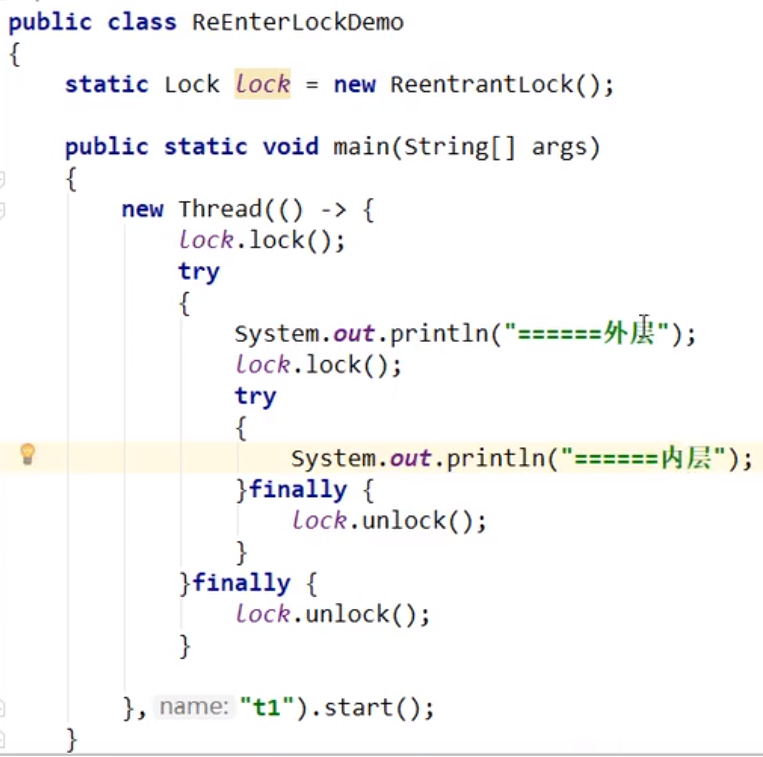 public class ReEnterLockDemo
{
    static Lock lock = new ReentrantLock();
    public static void main(String[] args)
    {
        new Thread(() -> {
            lock.lock();
            try
            {
                System.out.println("======外层");
                lock.lock();
                try
                {
                    System.out.println("======内层");
                }finally {
                    lock.unlock();
                }
            }finally {
                lock.unlock();
            }
        }, name: "t1").start();
    }